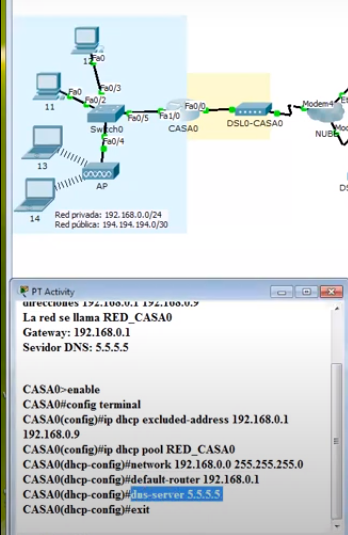 12
Fa0
Fa0
Fa0/3
Fa0/2
11
Switch0
Fa0/5
Fa1/0
Fa0/0
CASA0
DSL0-CASA0
Modem4
NUBE
Fa0/4
13
AP
14
Red privada: 192.168.0.0/24
Red pública: 194.194.194.0/30
PT Activity
direcciones 192.168.0.1 192.168.0.9
La red se llama RED_CASA0
Gateway: 192.168.0.1
Sevidor DNS: 5.5.5.5
CASA0>enable
CASA0#config terminal
CASA0(config)#ip dhcp excluded-address 192.168.0.1
192.168.0.9
CASA0(config)#ip dhcp pool RED_CASA0
CASA0(dhcp-config)#network 192.168.0.0 255.255.255.0
CASA0(dhcp-config)#default-router 192.168.0.1
CASA0(dhcp-config)#dns-server 5.5.5.5
CASA0(dhcp-config)#exit